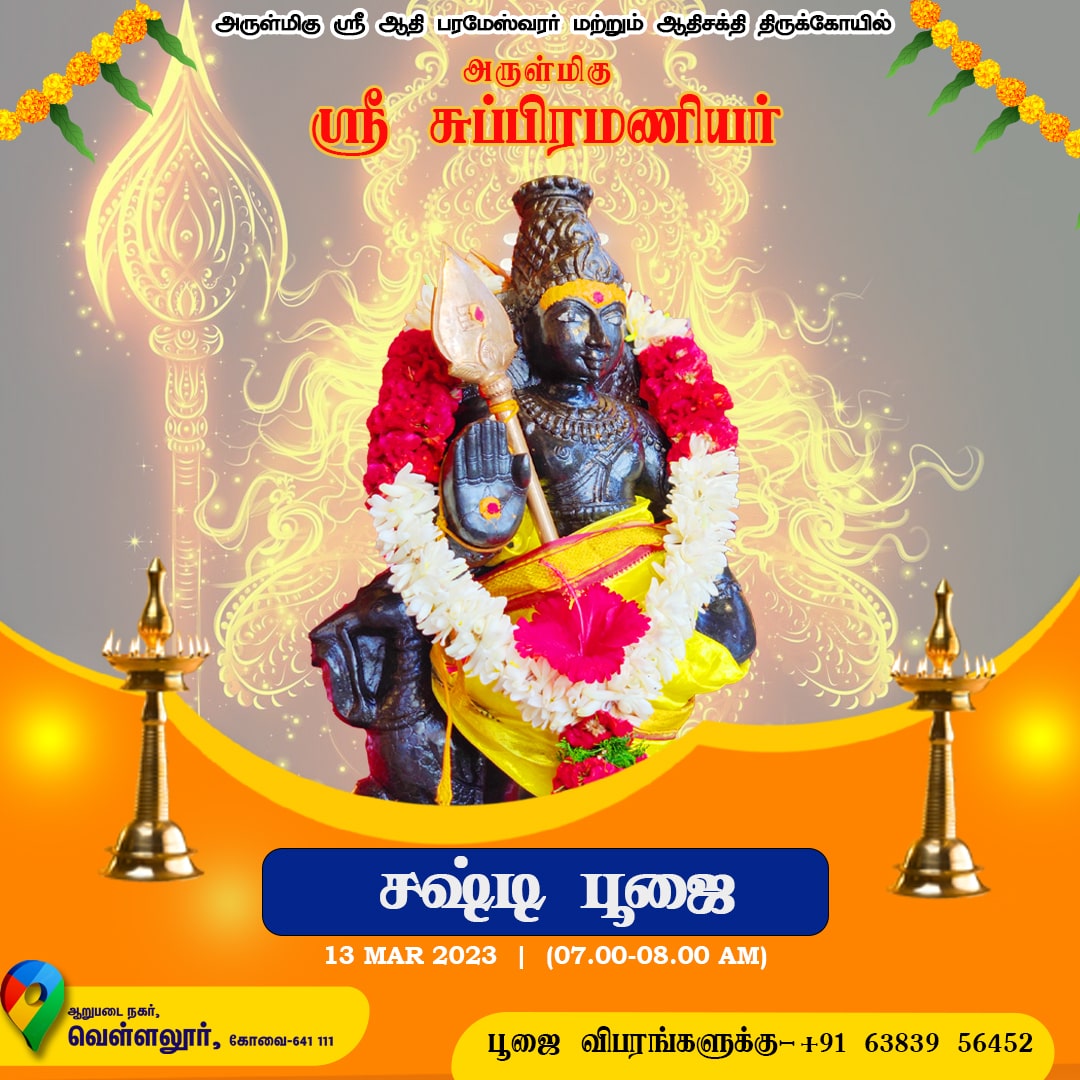 அருள்மிகு ஸ்ரீ ஆதி பரமேஸ்வரர் மற்றும் ஆதிசக்தி திருக்கோயில்
அருள்மிகு
ஸ்ரீ சுப்பிரமணியர்
சஷ்டி பூஜை
13 MAR 2023 | (07.00-08.00 AM)
ஆறுபடை நகர்,
வெள்ளலூர், கோவை-641 111
பூஜை விபரங்களுக்கு-+91 63839 56452